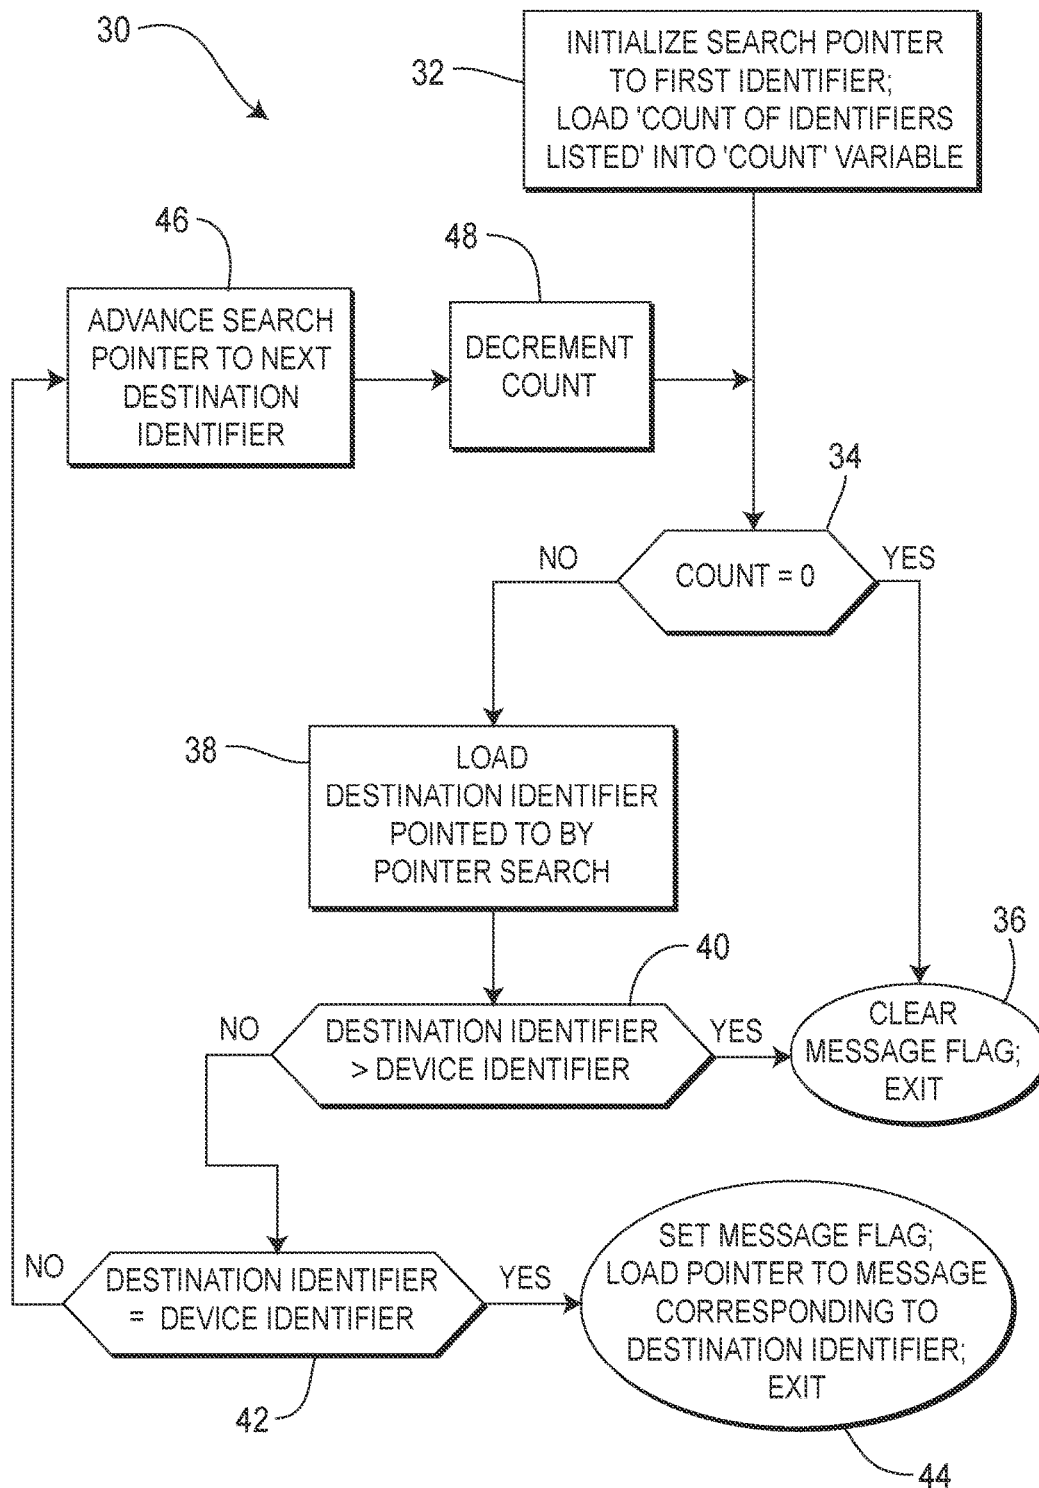 30
32
INITIALIZE SEARCH POINTER
TO FIRST IDENTIFIER;
LOAD 'COUNT OF IDENTIFIERS
LISTED' INTO 'COUNT' VARIABLE
46
ADVANCE SEARCH
POINTER TO NEXT
DESTINATION
IDENTIFIER
48
DECREMENT
COUNT
34
NO
COUNT = 0
YES
38
LOAD
DESTINATION IDENTIFIER
POINTED TO BY
POINTER SEARCH
36
CLEAR
MESSAGE FLAG;
EXIT
40
NO
DESTINATION IDENTIFIER
> DEVICE IDENTIFIER
YES
NO
DESTINATION IDENTIFIER
= DEVICE IDENTIFIER
YES
42
SET MESSAGE FLAG;
LOAD POINTER TO MESSAGE
CORRESPONDING TO
DESTINATION IDENTIFIER;
EXIT
44